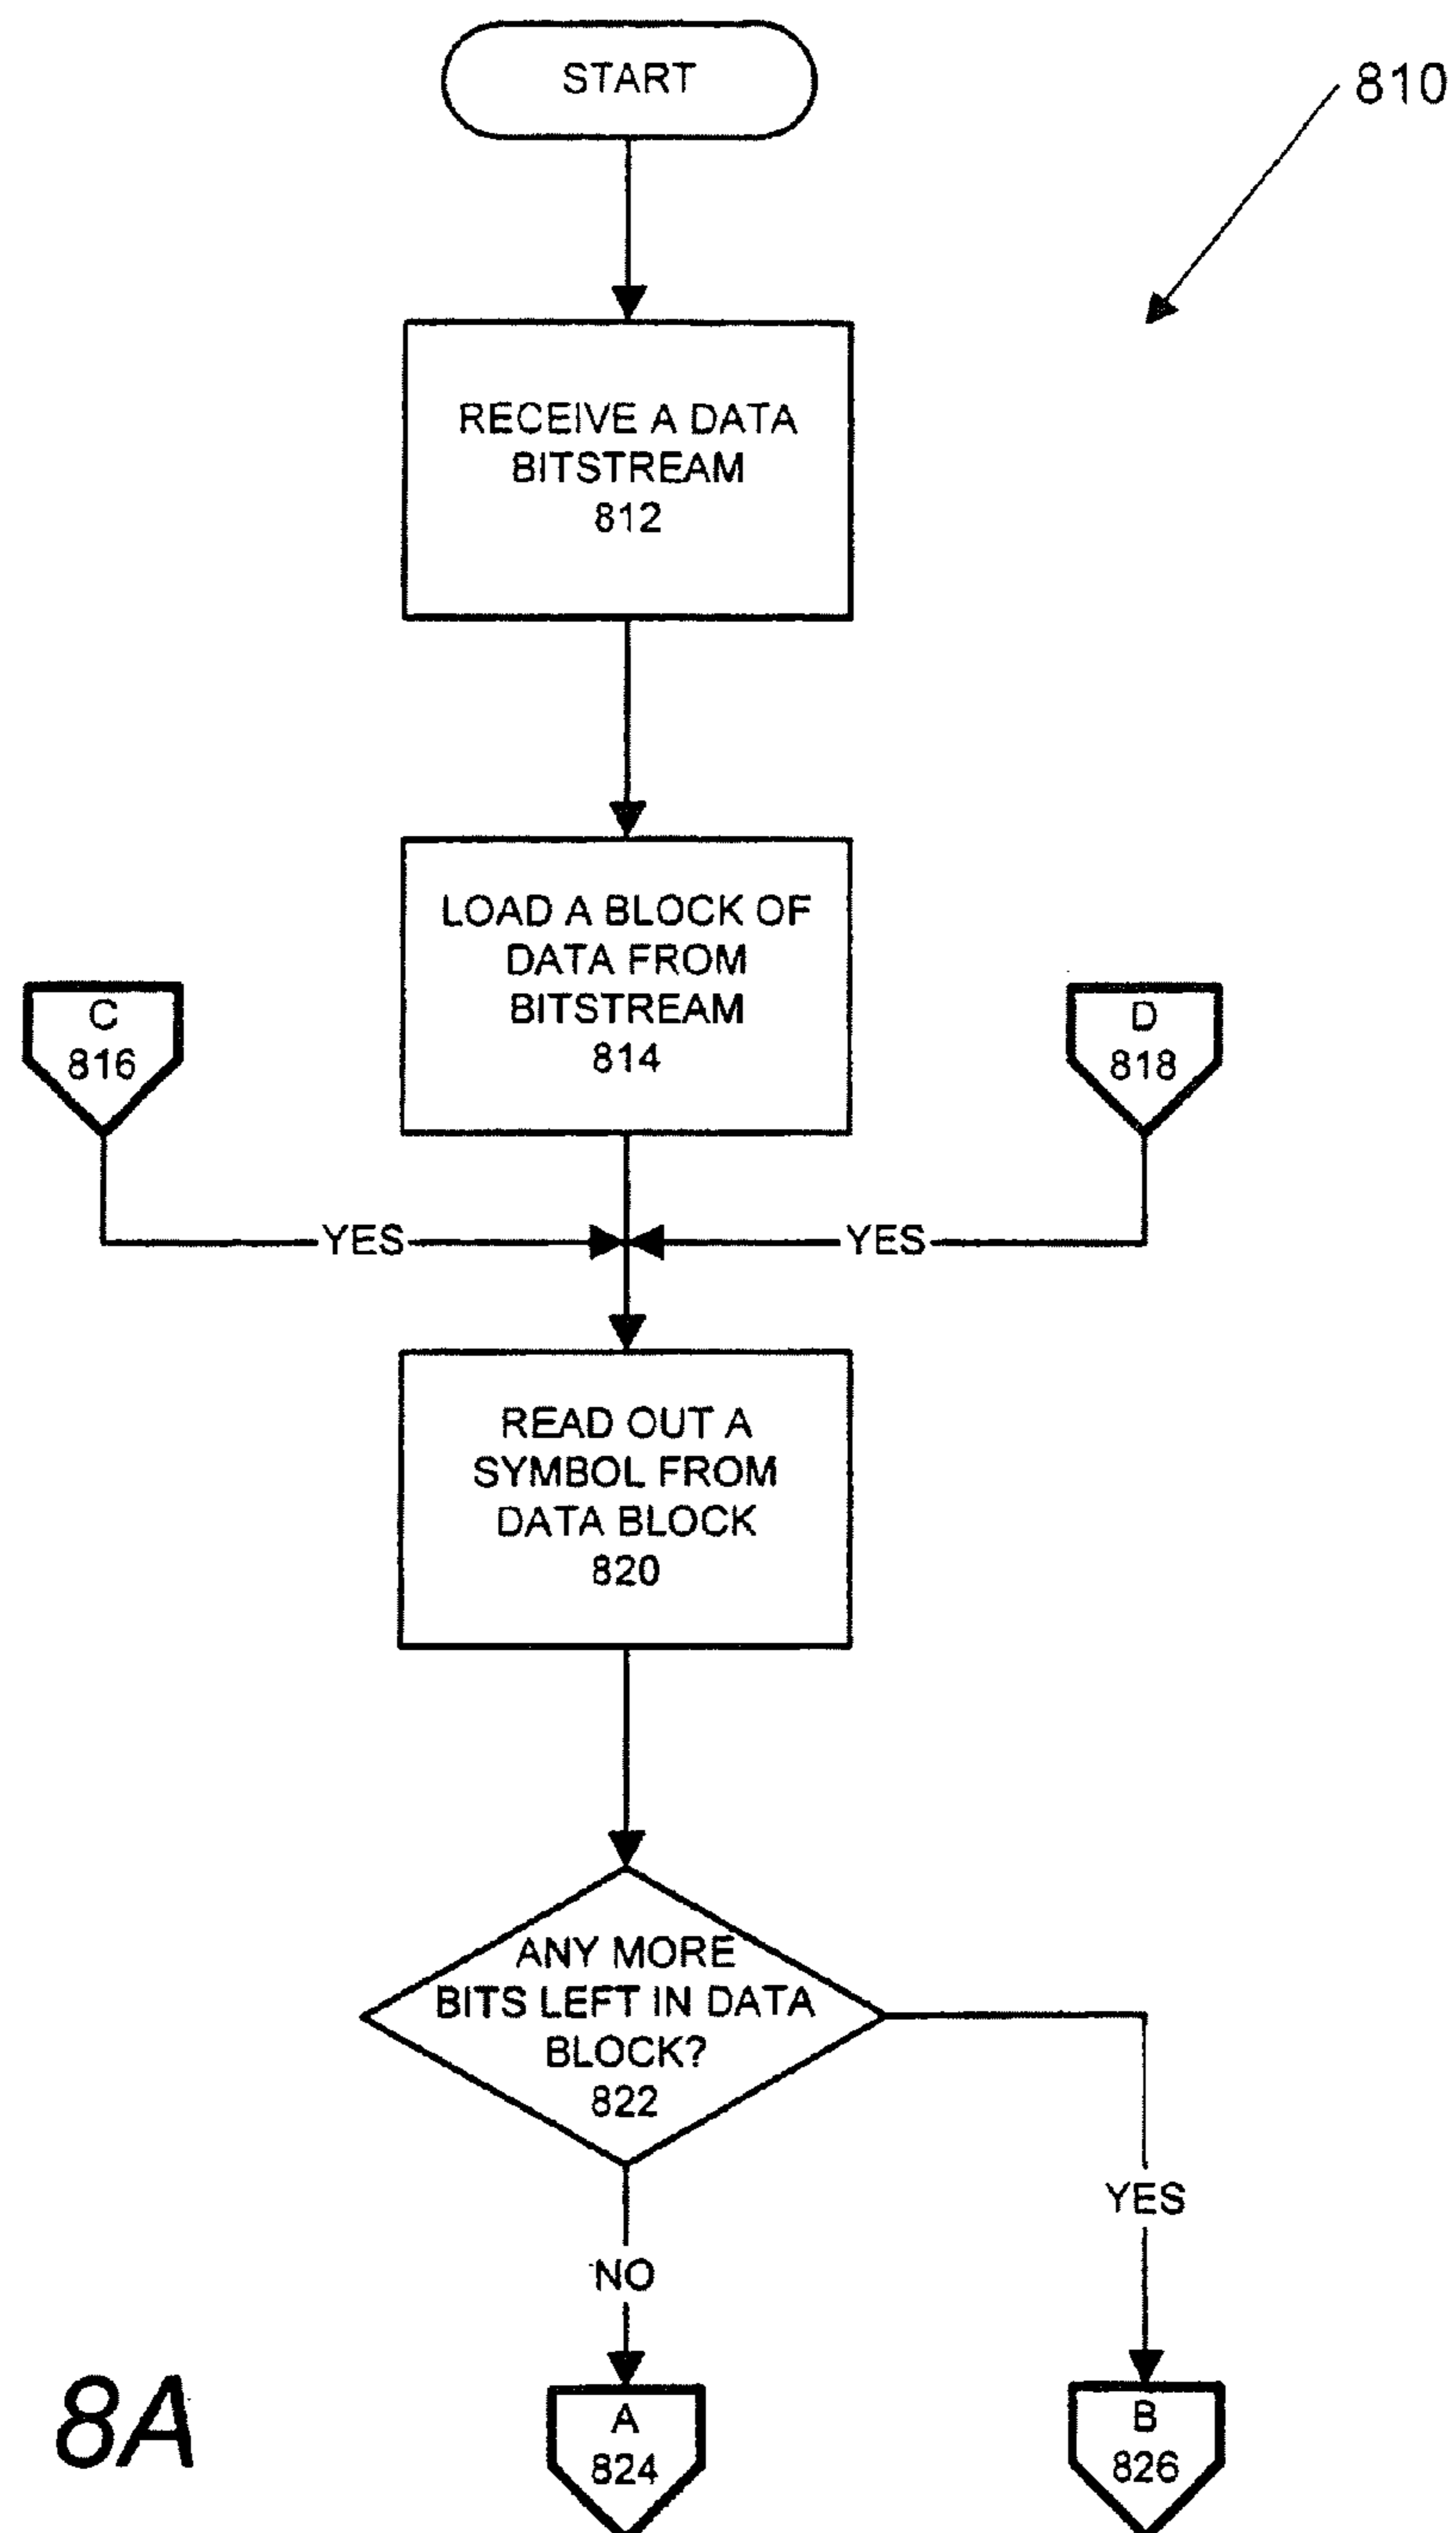 START
810
RECEIVE A DATA
BITSTREAM
812
LOAD A BLOCK OF
DATA FROM
BITSTREAM
814
C
816
D
818
YES
YES
READ OUT A
SYMBOL FROM
DATA BLOCK
820
ANY MORE
BITS LEFT IN DATA
BLOCK?
822
YES
NO
8A
A
824
B
826